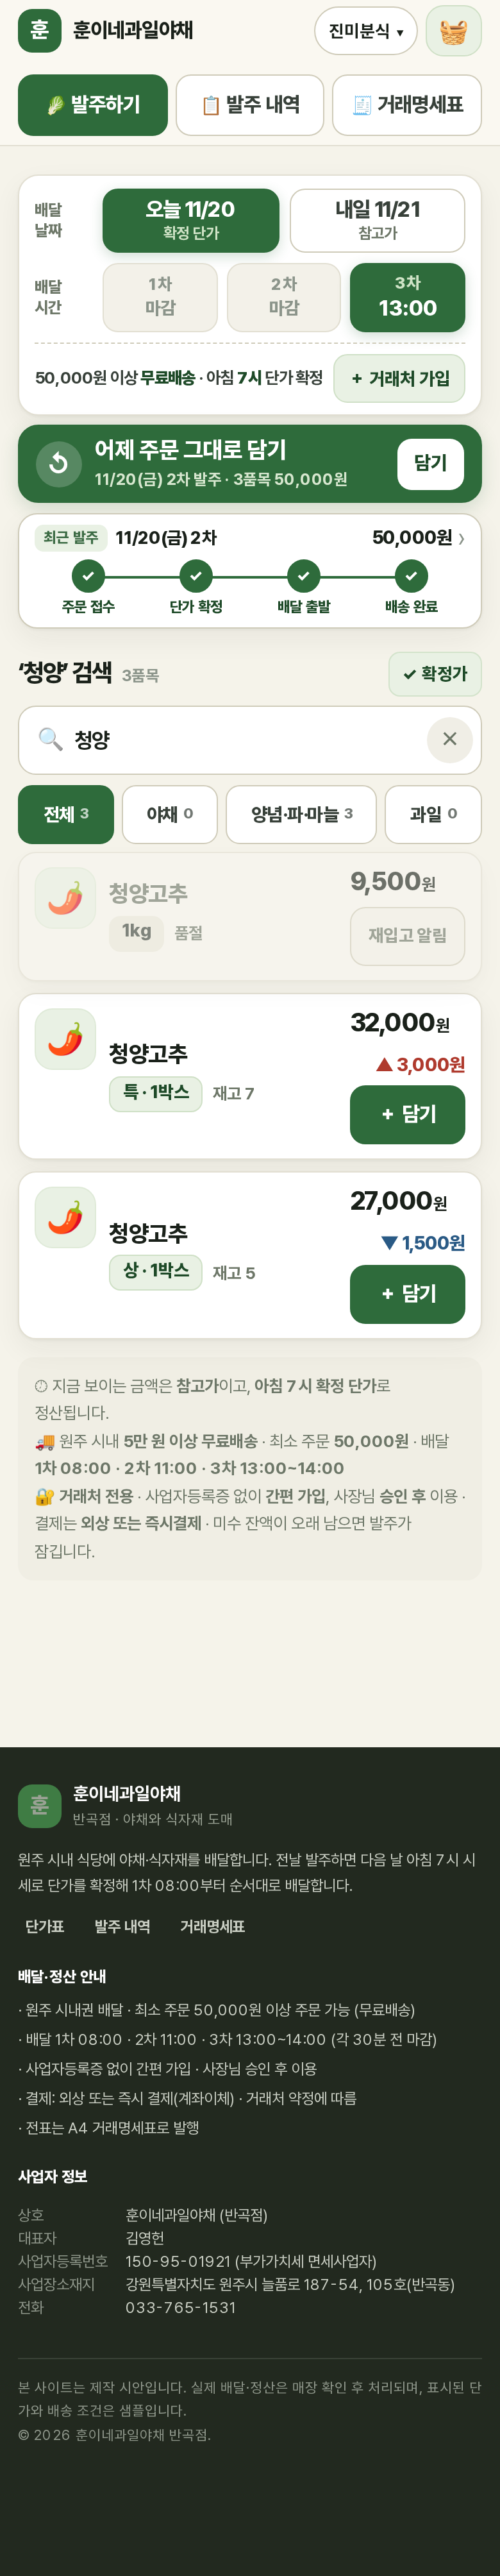 훈 훈이네과일야채 진미분식 ▾
발주하기 발주 내역 거래명세표
배달 날짜
오늘 11/20 내일 11/21
확정 단가 참고가
배달 시간
1차 2차 3차
마감 마감 13:00
50,000원 이상 무료배송 · 아침 7시 단가 확정
+ 거래처 가입
어제 주문 그대로 담기
11/20(금) 2차 발주 · 3품목 50,000원
담기
최근 발주 11/20(금) 2차 50,000원 ›
✓ ✓ ✓ ✓
주문 접수 단가 확정 배달 출발 배송 완료
‘청양’ 검색 3품목 ✓ 확정가
청양 ✕
전체 3 야채 0 양념·파·마늘 3 과일 0
청양고추 9,500원
1kg 품절 재입고 알림
32,000원
청양고추 ▲ 3,000원
특 · 1박스 재고 7 + 담기
27,000원
청양고추 ▼ 1,500원
상 · 1박스 재고 5 + 담기
지금 보이는 금액은 참고가이고, 아침 7시 확정 단가로
정산됩니다.
원주 시내 5만 원 이상 무료배송 · 최소 주문 50,000원 · 배달
1차 08:00 · 2차 11:00 · 3차 13:00~14:00
거래처 전용 · 사업자등록증 없이 간편 가입, 사장님 승인 후 이용 ·
결제는 외상 또는 즉시결제 · 미수 잔액이 오래 남으면 발주가
잠깁니다.
훈 훈이네과일야채
반곡점 · 야채와 식자재 도매
원주 시내 식당에 야채·식자재를 배달합니다. 전날 발주하면 다음 날 아침 7시 시
세로 단가를 확정해 1차 08:00부터 순서대로 배달합니다.
단가표 발주 내역 거래명세표
배달·정산 안내
· 원주 시내권 배달 · 최소 주문 50,000원 이상 주문 가능 (무료배송)
· 배달 1차 08:00 · 2차 11:00 · 3차 13:00~14:00 (각 30분 전 마감)
· 사업자등록증 없이 간편 가입 · 사장님 승인 후 이용
· 결제: 외상 또는 즉시 결제(계좌이체) · 거래처 약정에 따름
· 전표는 A4 거래명세표로 발행
사업자 정보
상호 훈이네과일야채 (반곡점)
대표자 김영헌
사업자등록번호 150-95-01921 (부가가치세 면세사업자)
사업장소재지 강원특별자치도 원주시 늘품로 187-54, 105호(반곡동)
전화 033-765-1531
본 사이트는 제작 시안입니다. 실제 배달·정산은 매장 확인 후 처리되며, 표시된 단
가와 배송 조건은 샘플입니다.
© 2026 훈이네과일야채 반곡점.